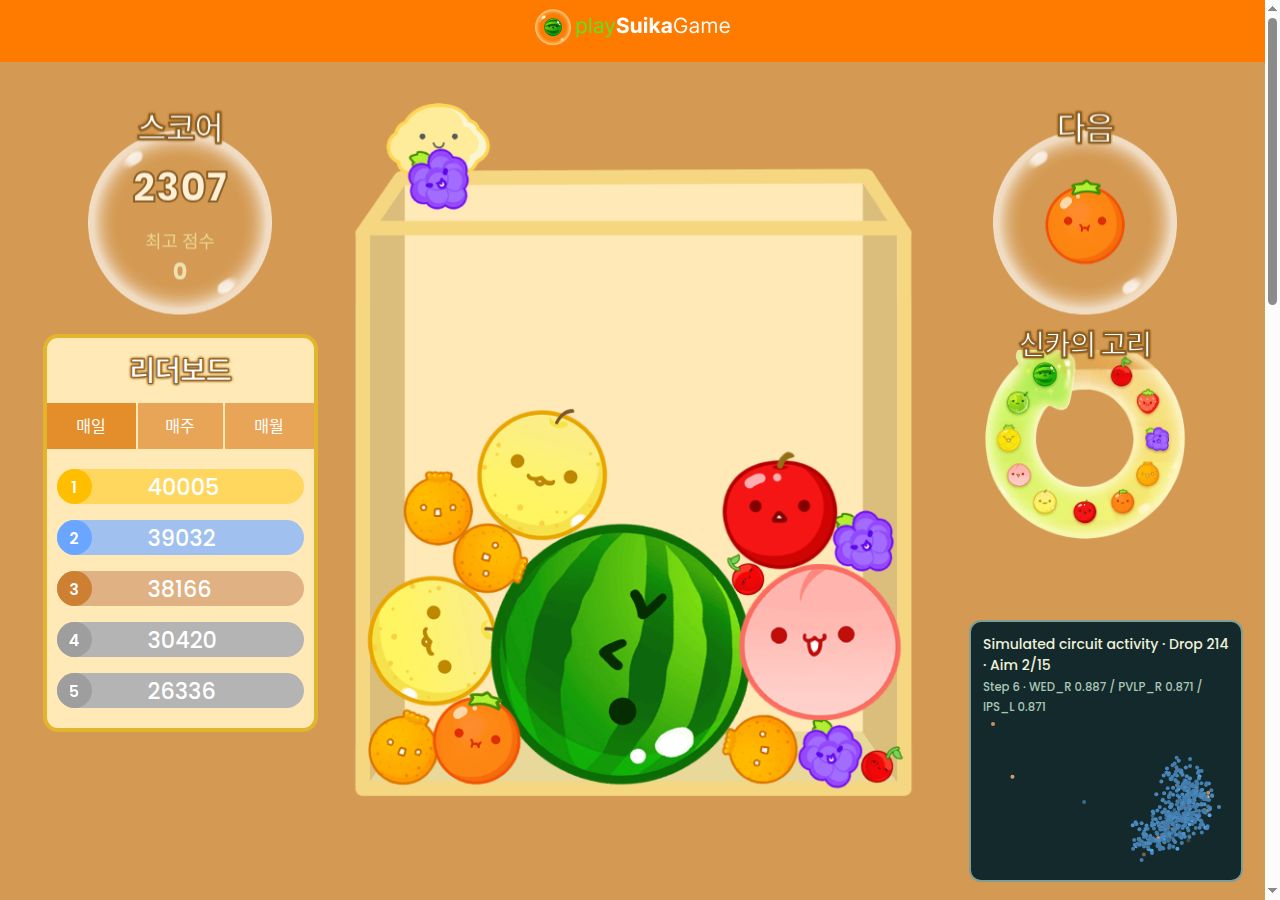 playSuikaGame
스코어
2307
최고 점수
0
다음
신카의 고리
리더보드
매일 매주 매월
1 40005
2 39032
3 38166
4 30420
5 26336
Simulated circuit activity · Drop 214
· Aim 2/15
Step 6 · WED_R 0.887 / PVLP_R 0.871 /
IPS_L 0.871